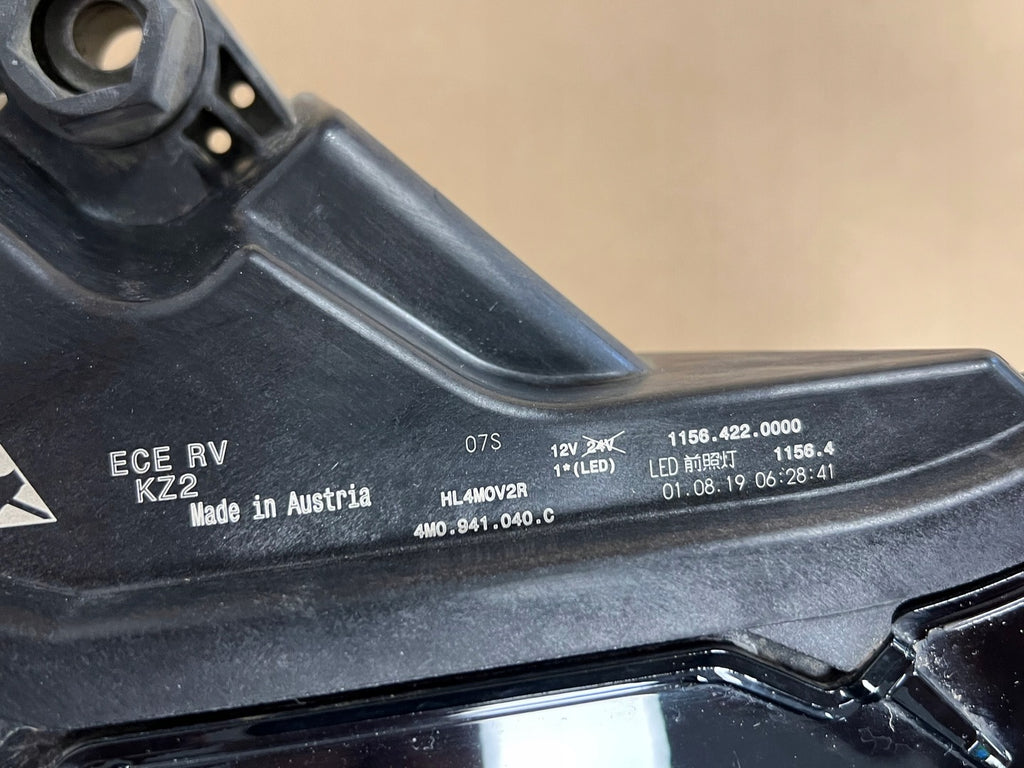 ECE RV
KZ2
Made in Austria
07S
HL4M0V2R
4M0.941.040.C
12V 24V
1*(LED)
1156.422.0000
LED 前照灯 1156.4
01.08.19 06:28:41